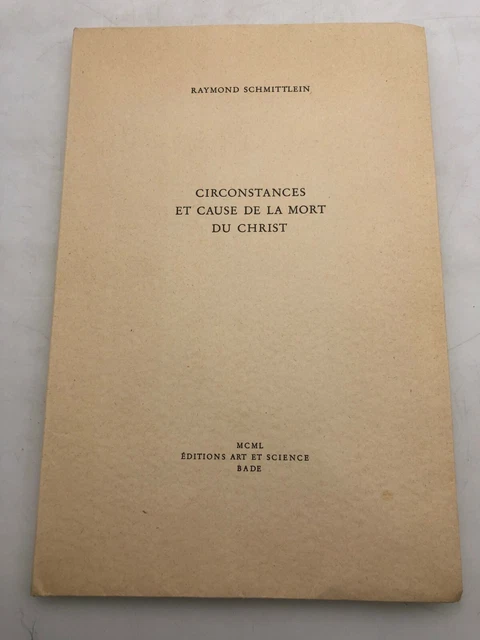 RAYMOND SCHMITTLEIN
CIRCONSTANCES
ET CAUSE DE LA MORT
DU CHRIST
MCML
ÉDITIONS ART ET SCIENCE
BADE